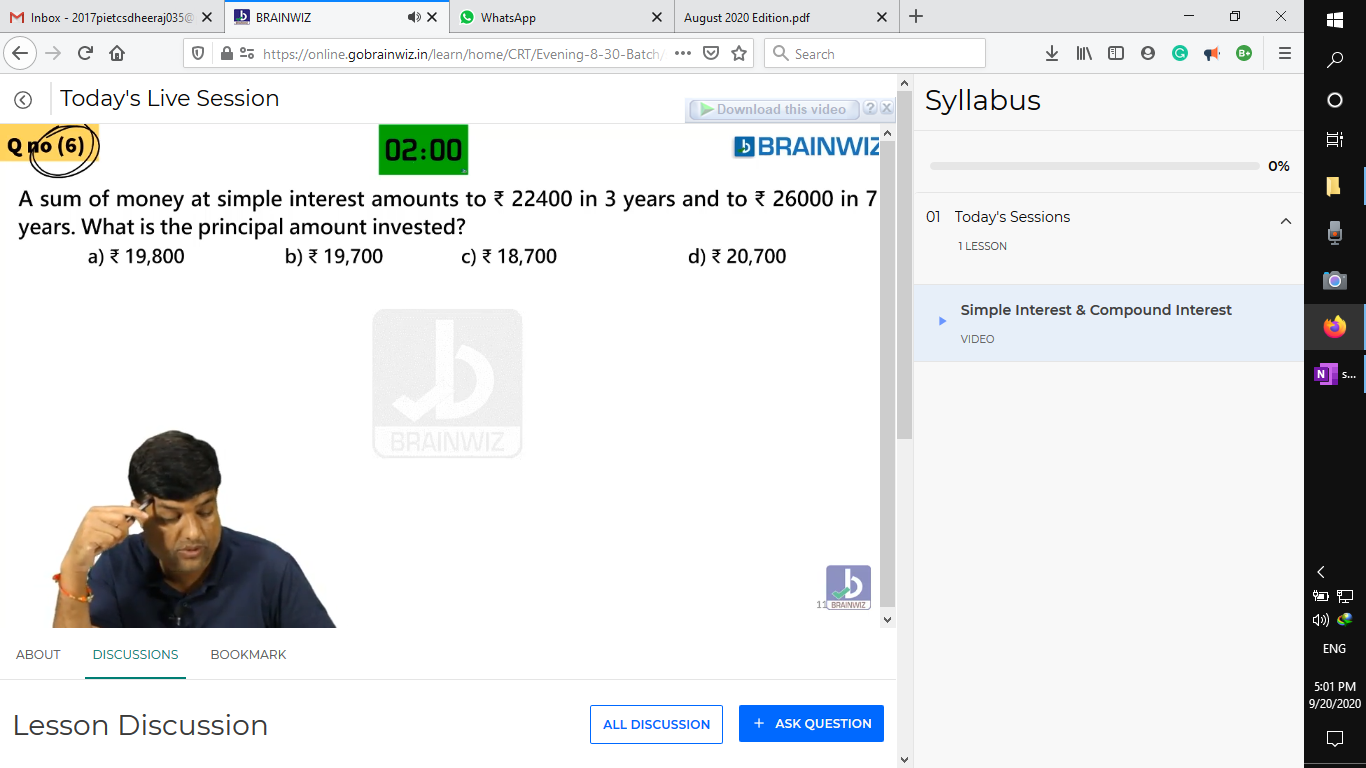 Inbox - 2017pietcsdheeraj035@
BRAINWIZ
WhatsApp
August 2020 Edition.pdf
https://online.gobrainwiz.in/learn/home/CRT/Evening-8-30-Batch/
Search
Today's Live Session
Download this video
Q no (6)
02:00
BRAINWIZ
A sum of money at simple interest amounts to ₹ 22400 in 3 years and to ₹ 26000 in 7
years. What is the principal amount invested?
a) ₹ 19,800 b) ₹ 19,700 c) ₹ 18,700 d) ₹ 20,700
BRAINWIZ
11
BRAINWIZ
ABOUT DISCUSSIONS BOOKMARK
Lesson Discussion
ALL DISCUSSION
+ ASK QUESTION
Syllabus
0%
01 Today's Sessions
1 LESSON
Simple Interest & Compound Interest
VIDEO
N s...
ENG
5:01 PM
9/20/2020